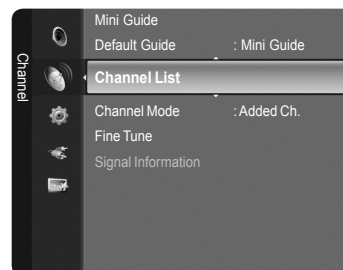 Channel
Mini Guide
Default Guide : Mini Guide
Channel List
Channel Mode : Added Ch.
Fine Tune
Signal Information